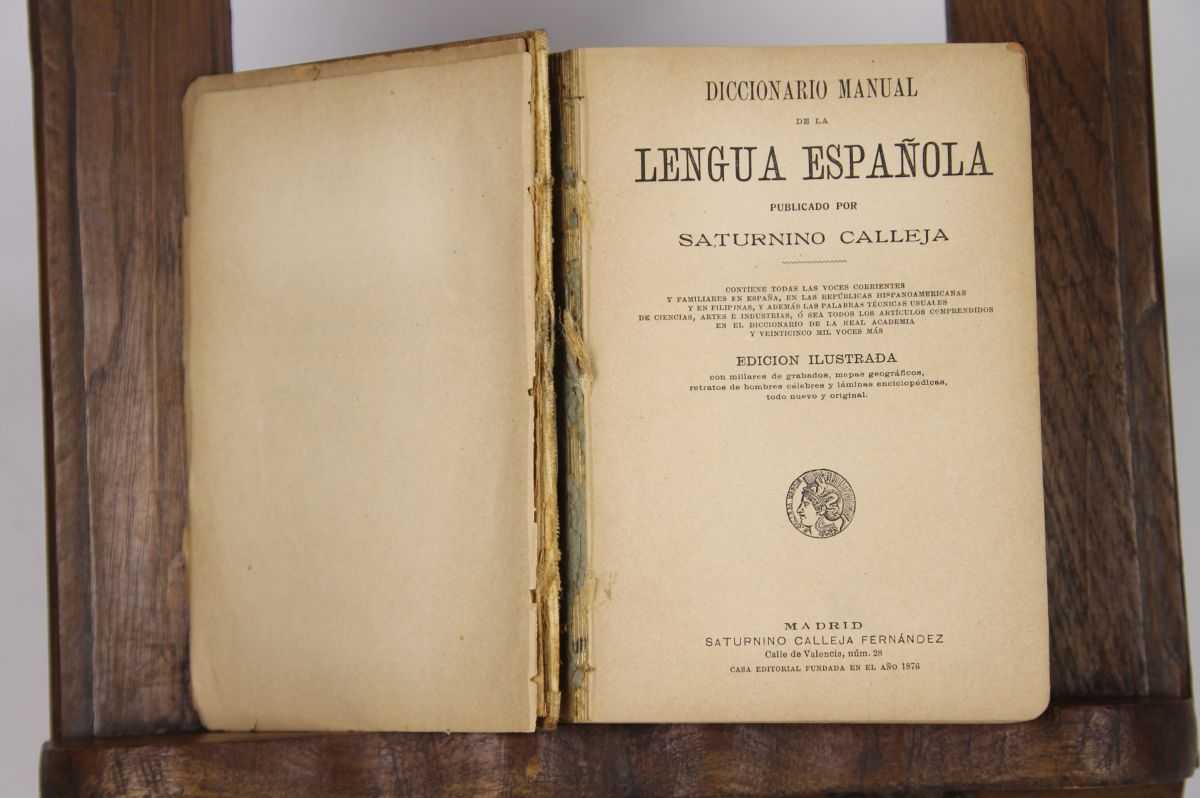 DICCIONARIO MANUAL
DE LA
LENGUA ESPAÑOLA
PUBLICADO POR
SATURNINO CALLEJA
CONTIENE TODAS LAS VOCES CORRIENTES
Y FAMILIARES EN ESPAÑA, EN LAS REPÚBLICAS HISPANOAMERICANAS
Y EN FILIPINAS, Y ADEMÁS LAS PALABRAS TÉCNICAS USUALES
DE CIENCIAS, ARTES E INDUSTRIAS, Ó SEA TODOS LOS ARTÍCULOS COMPRENDIDOS
EN EL DICCIONARIO DE LA REAL ACADEMIA
Y VEINTICINCO MIL VOCES MÁS
EDICION ILUSTRADA
con millares de grabados, mapas geográficos,
retratos de hombres célebres y láminas enciclopédicas,
todo nuevo y original.
MADRID
SATURNINO CALLEJA FERNÁNDEZ
Calle de Valencia, núm. 28
CASA EDITORIAL FUNDADA EN EL AÑO 1876